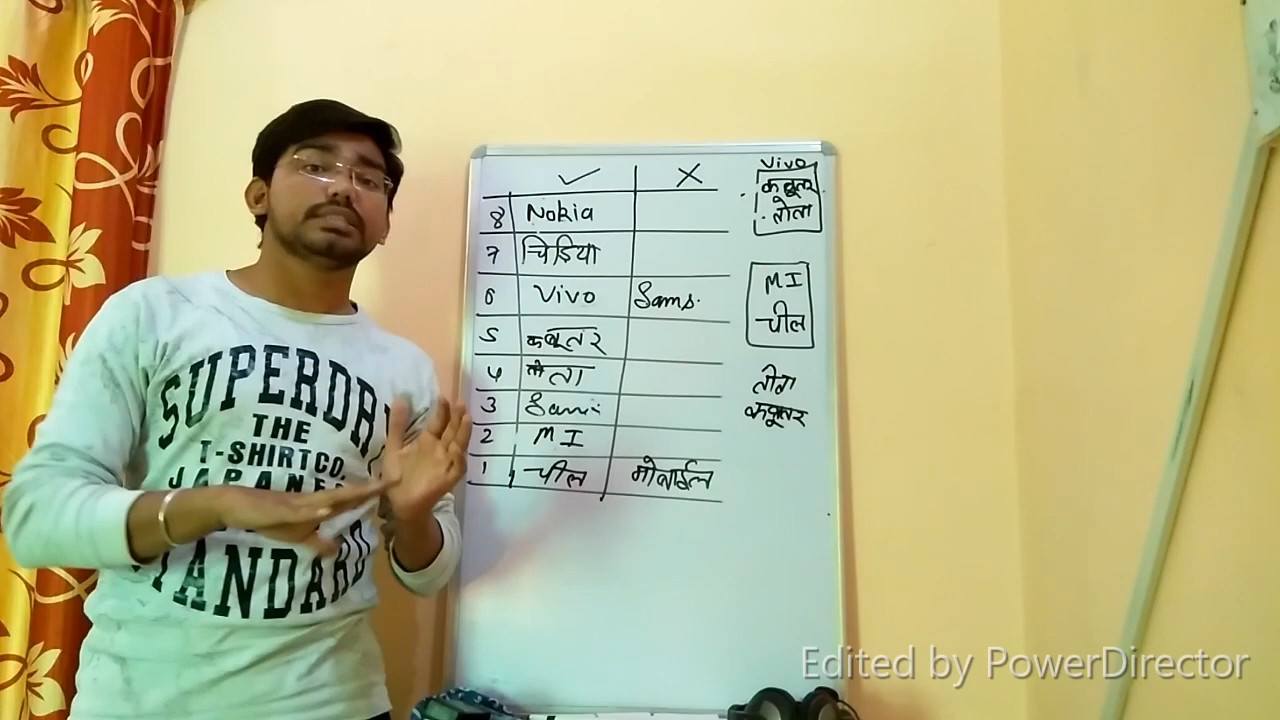 SUPERDRY
THE
T-SHIRT CO.
JAPANE
STANDARD
✓ X
8 Nokia
7 चिडिया
6 Vivo Sams.
5 कबूतर
4 तोता
3 Sams
2 MI
1 चील मोबाईल
Vivo
कबूतर
तोता
MI
चील
तोता
कबूतर
Edited by PowerDirector